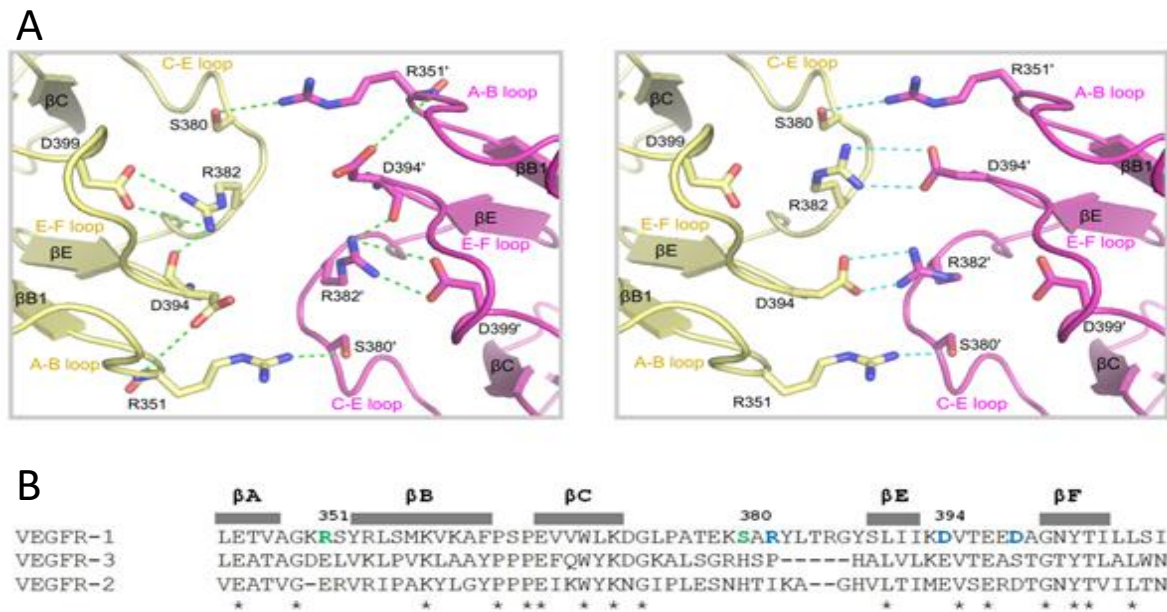 A
C-E loop
R351'
A-B loop
βC
S380
D399
R382
D394'
βB1
βE
E-F loop
E-F loop
βE
R382'
D394
βB1
D399'
S380'
A-B loop
βC
R351
C-E loop
C-E loop
R351'
A-B loop
βC
S380
D399
D394'
βB1
R382
βE
E-F loop
E-F loop
βE
R382'
βB1
D394
D399'
S380'
A-B loop
βC
R351
C-E loop
B
βA βB βC βE βF
351 380 394
VEGFR-1 LETVAGKRSYRLSMKVKAFPSPEVVWLKDGLPATEKSARYLTRGYSLIIKDVTEEDAGNYTILLSI
VEGFR-3 LEATAGDELVKLPVKLAAYPPPEFQWYKDGKALSGRHSP-----HALVLKEVTEASTGTYTLALWN
VEGFR-2 VEATVG-ERVRIPAKYLGYPPPEIKWYKNGIPLESNHTIKA--GHVLTIMEVSERDTGNYTVILTN
* * * * * * * * * * * * * * * *